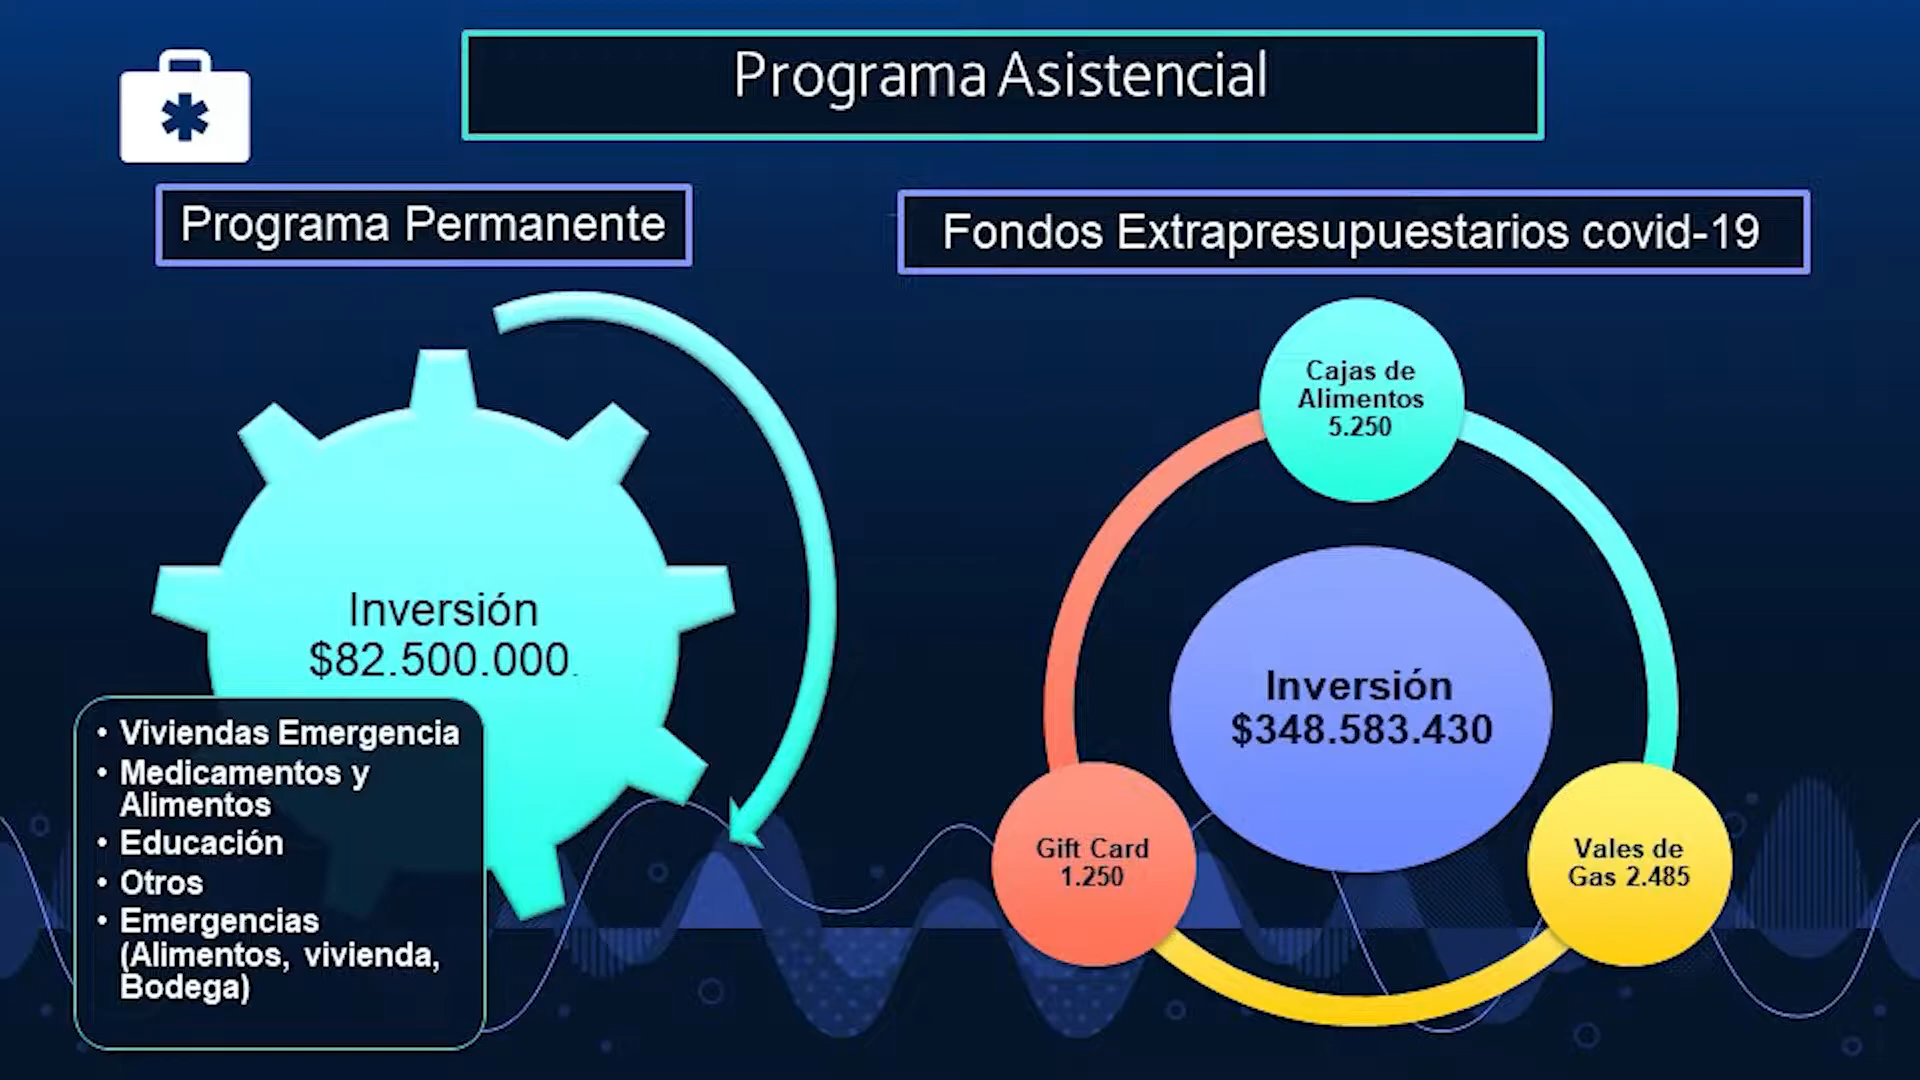 Programa Asistencial
Programa Permanente
Inversión
$82.500.000.
• Viviendas Emergencia
• Medicamentos y
Alimentos
• Educación
• Otros
• Emergencias
(Alimentos, vivienda,
Bodega)
Fondos Extrapresupuestarios covid-19
Cajas de
Alimentos
5.250
Inversión
$348.583.430
Gift Card
1.250
Vales de
Gas 2.485